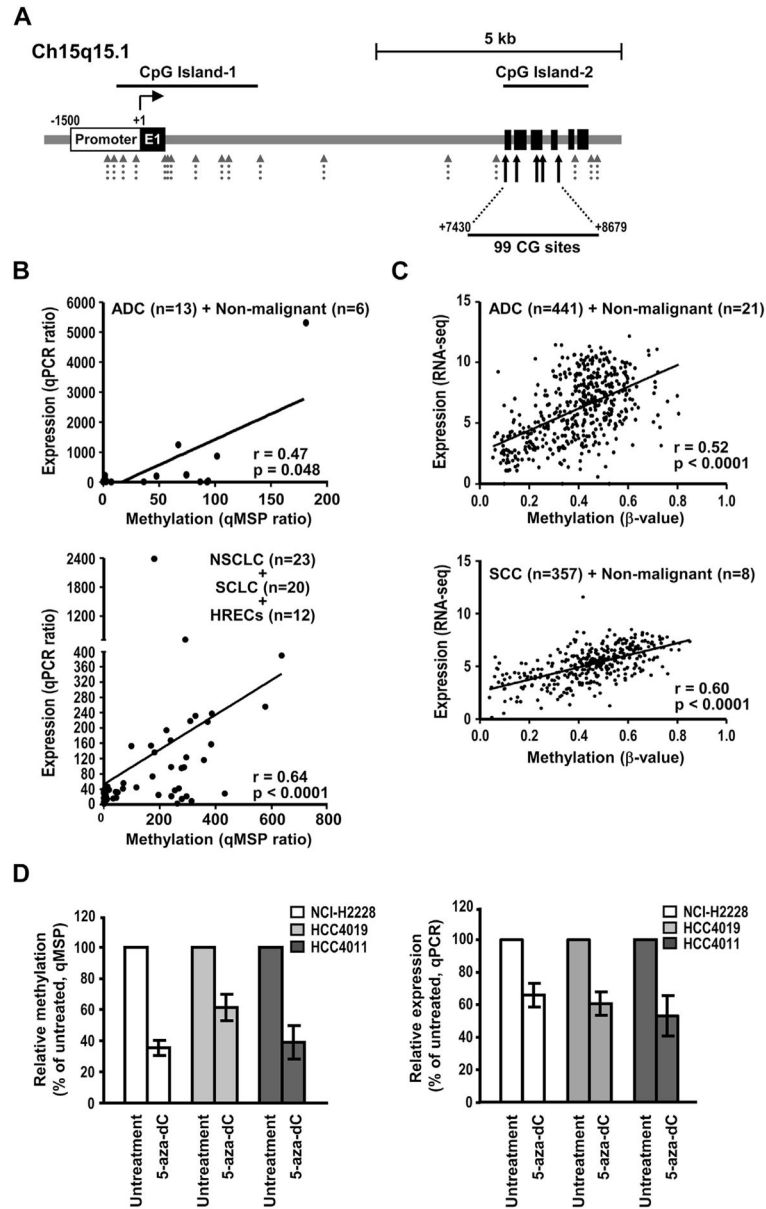 A
Ch15q15.1
5 kb
CpG Island-1
CpG Island-2
-1500
+1
Promoter
E1
+7430
+8679
99 CG sites
B
ADC (n=13) + Non-malignant (n=6)
Expression (qPCR ratio)
6000
5000
4000
3000
2000
1000
0
r = 0.47
p = 0.048
0
50
100
150
200
Methylation (qMSP ratio)
NSCLC (n=23)
+
SCLC (n=20)
+
HRECs (n=12)
Expression (qPCR ratio)
2400
1800
1200
400
360
320
280
240
200
160
120
80
40
0
r = 0.64
p < 0.0001
0
200
400
600
800
Methylation (qMSP ratio)
C
ADC (n=441) + Non-malignant (n=21)
Expression (RNA-seq)
15
10
5
0
r = 0.52
p < 0.0001
0.0
0.2
0.4
0.6
0.8
1.0
Methylation (β-value)
SCC (n=357) + Non-malignant (n=8)
Expression (RNA-seq)
15
10
5
0
r = 0.60
p < 0.0001
0.0
0.2
0.4
0.6
0.8
1.0
Methylation (β-value)
D
Relative methylation
(% of untreated, qMSP)
120
100
80
60
40
20
0
NCI-H2228
HCC4019
HCC4011
Untreatment
5-aza-dC
Untreatment
5-aza-dC
Untreatment
5-aza-dC
Relative expression
(% of untreated, qPCR)
120
100
80
60
40
20
0
NCI-H2228
HCC4019
HCC4011
Untreatment
5-aza-dC
Untreatment
5-aza-dC
Untreatment
5-aza-dC